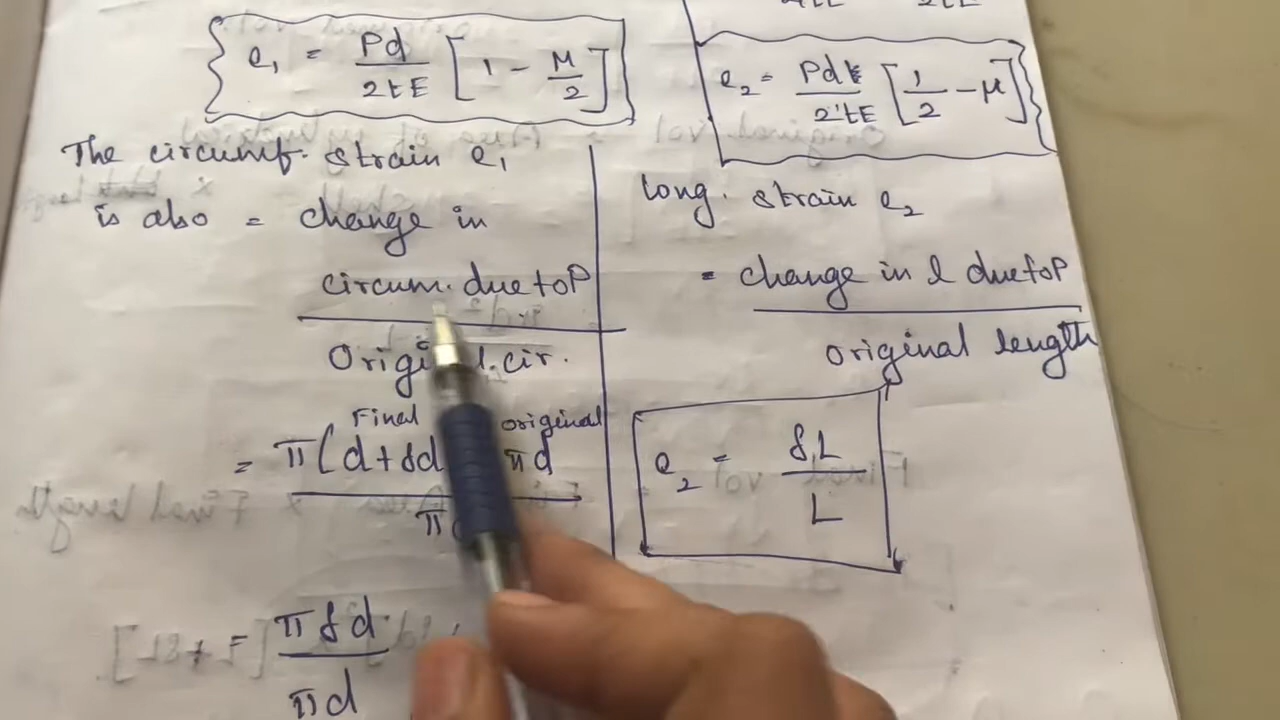 e₁ = Pd / 2tE [1 - μ/2]
The circumf. strain e₁
is also = change in
circum. due to P
Original cir.
Final original
= π(d+δd πd
π
= πδd
πd
e₂ = Pd / 2tE [1/2 - μ]
long. strain e₂
= change in l due to P
original length
e₂ = δL
L